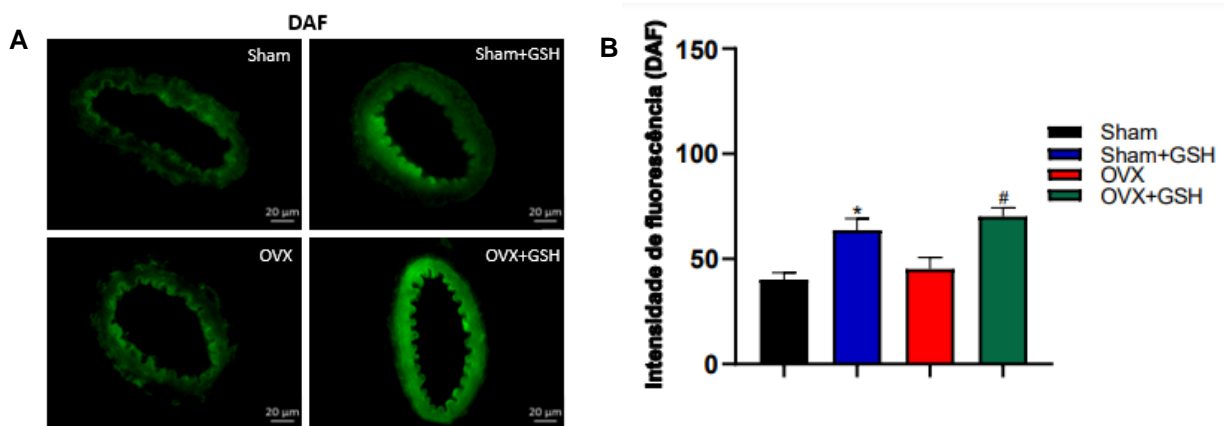 DAF
A
Sham
20 µm
Sham+GSH
20 µm
OVX
20 µm
OVX+GSH
20 µm
B
Intensidade de fluorescência (DAF)
150
100
50
0
*
#
Sham
Sham+GSH
OVX
OVX+GSH